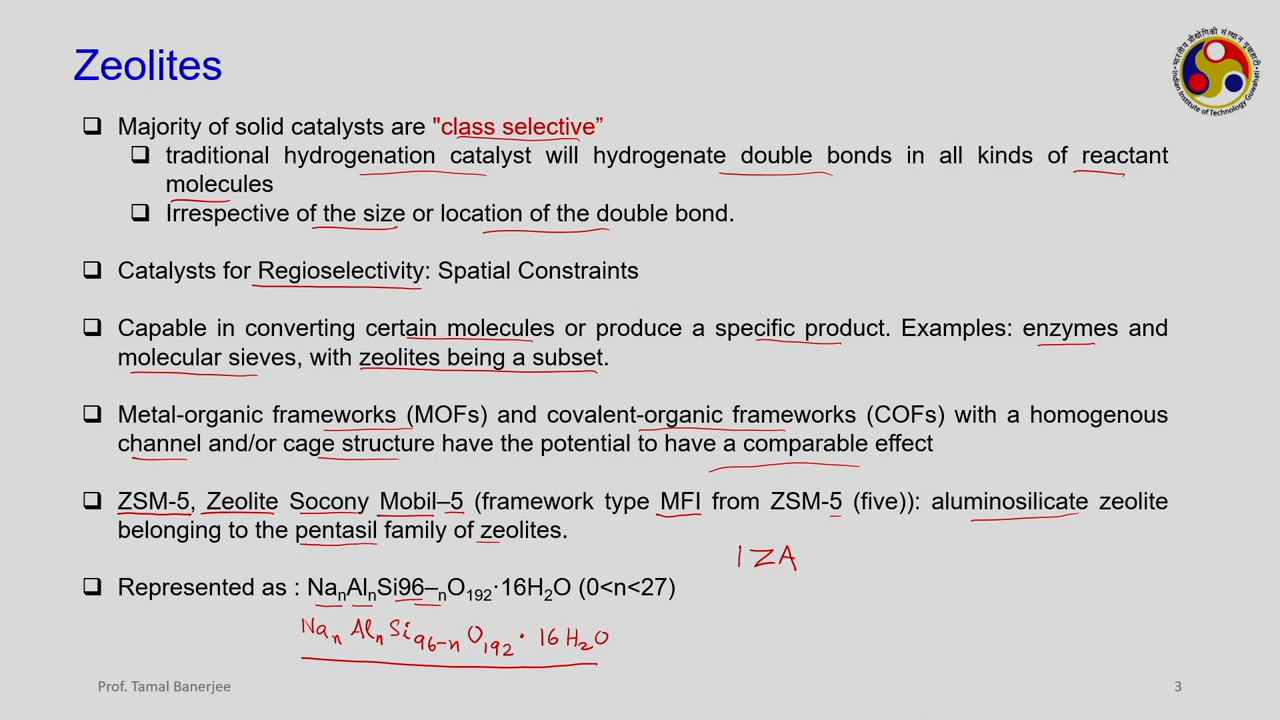 Zeolites
भारतीय प्रौद्योगिकी संस्थान गुवाहाटी
Indian Institute of Technology Guwahati
❑ Majority of solid catalysts are "class selective”
❑ traditional hydrogenation catalyst will hydrogenate double bonds in all kinds of reactant
molecules
❑ Irrespective of the size or location of the double bond.
❑ Catalysts for Regioselectivity: Spatial Constraints
❑ Capable in converting certain molecules or produce a specific product. Examples: enzymes and
molecular sieves, with zeolites being a subset.
❑ Metal-organic frameworks (MOFs) and covalent-organic frameworks (COFs) with a homogenous
channel and/or cage structure have the potential to have a comparable effect
❑ ZSM-5, Zeolite Socony Mobil–5 (framework type MFI from ZSM-5 (five)): aluminosilicate zeolite
belonging to the pentasil family of zeolites.
IZA
❑ Represented as : NaₙAlₙSi96–ₙO₁₉₂·16H₂O (0<n<27)
Naₙ Alₙ Si₉₆₋ₙ O₁₉₂ · 16 H₂O
Prof. Tamal Banerjee
3